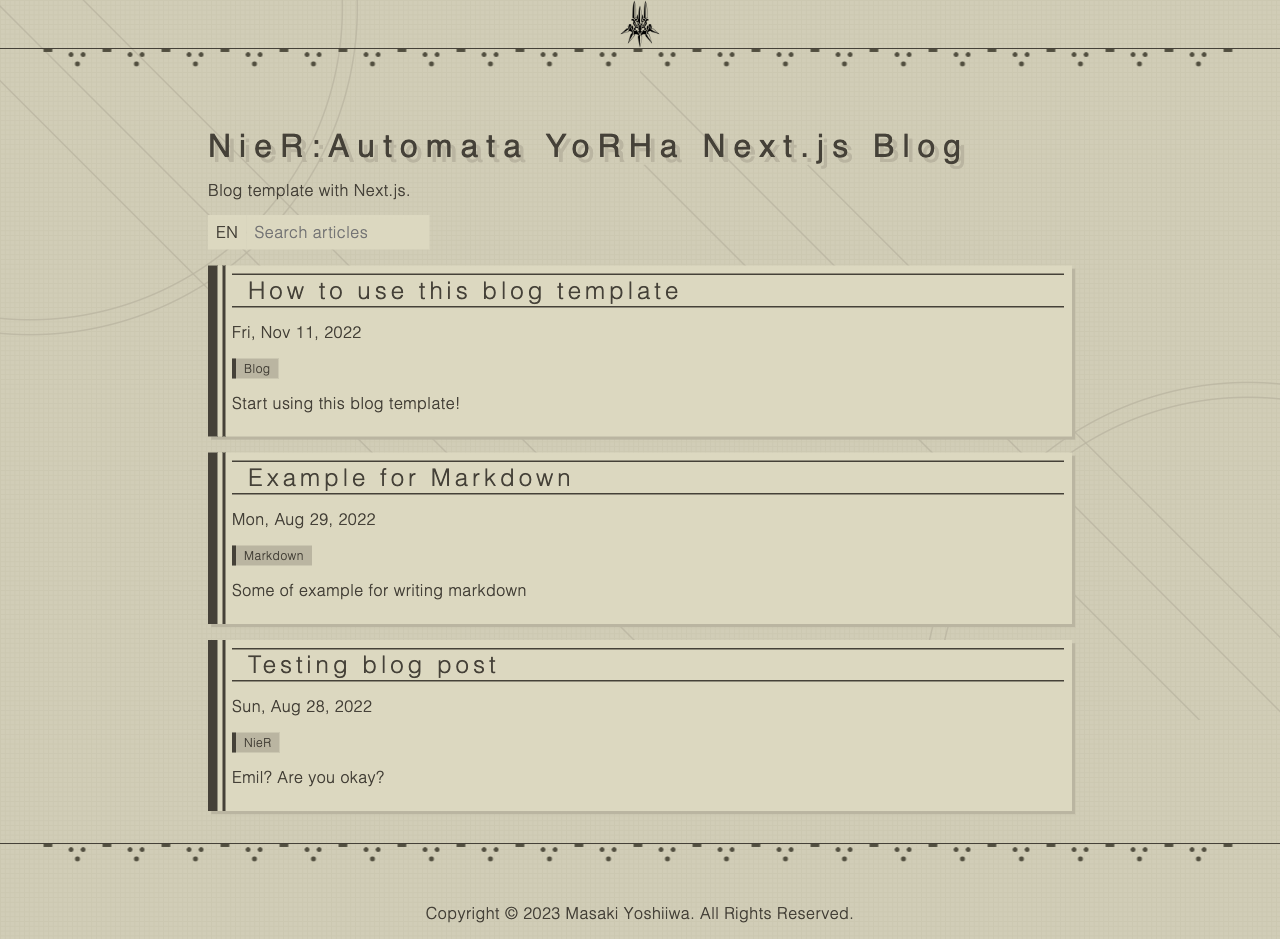 NieR:Automata YoRHa Next.js Blog
Blog template with Next.js.
EN Search articles
How to use this blog template
Fri, Nov 11, 2022
Blog
Start using this blog template!
Example for Markdown
Mon, Aug 29, 2022
Markdown
Some of example for writing markdown
Testing blog post
Sun, Aug 28, 2022
NieR
Emil? Are you okay?
Copyright © 2023 Masaki Yoshiiwa. All Rights Reserved.